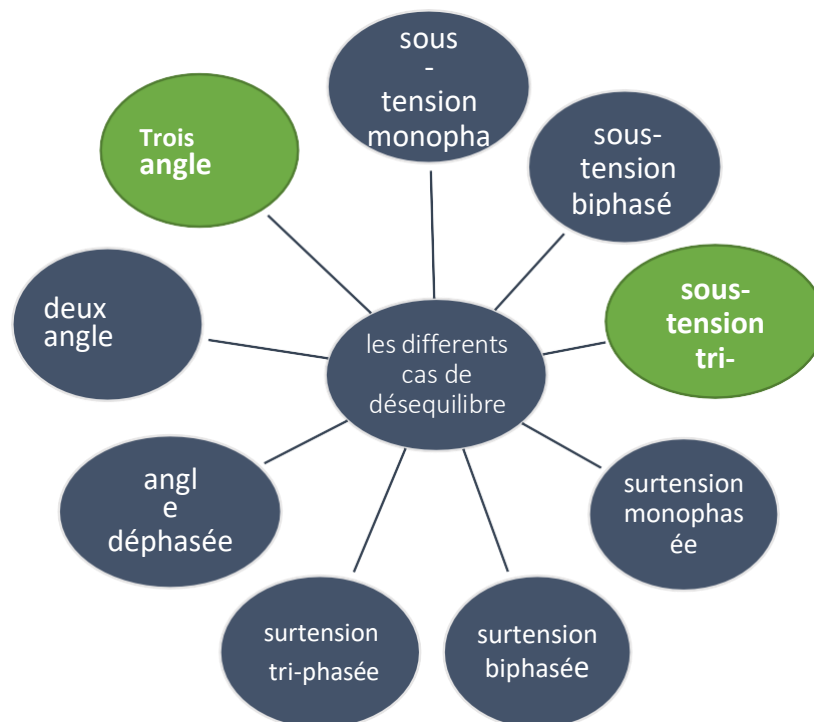 sous
-
tension
monopha
sous-
tension
biphasé
sous-
tension
tri-
surtension
monophas
ée
surtension
biphasée
surtension
tri-phasée
angl
e
déphasée
deux
angle
Trois
angle
les differents
cas de
désequilibre